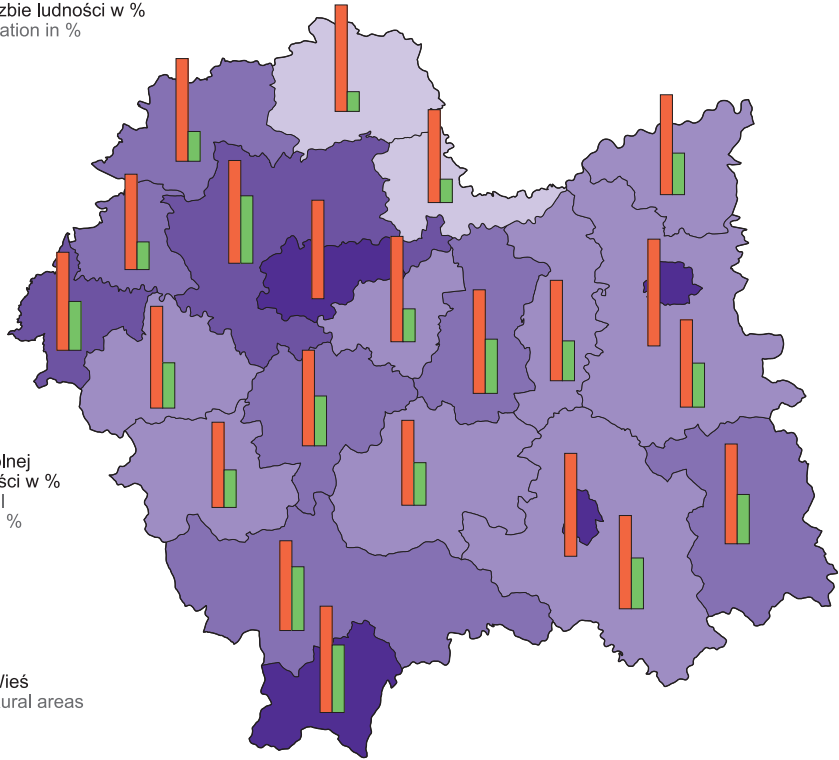 zbie ludności w %
ation in %
olnej
ści w %
l
%
Wieś
ural areas